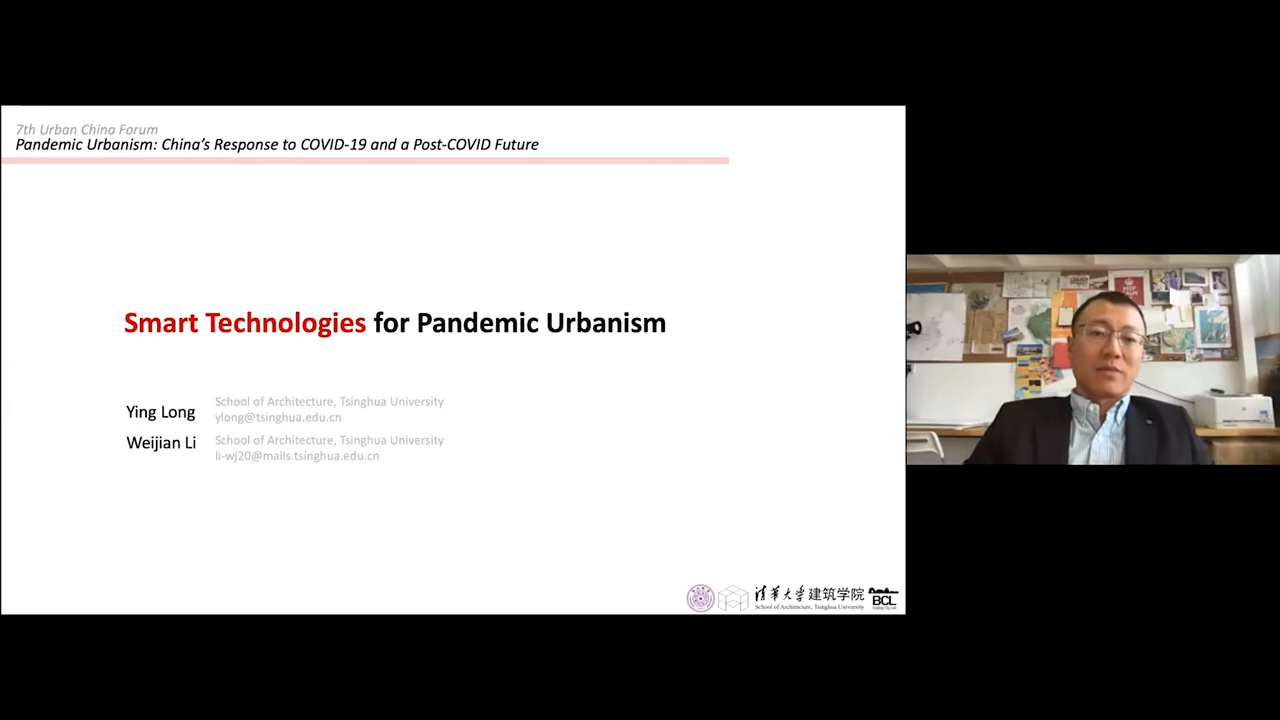 7th Urban China Forum
Pandemic Urbanism: China's Response to COVID-19 and a Post-COVID Future
Smart Technologies for Pandemic Urbanism
Ying Long
School of Architecture, Tsinghua University
ylong@tsinghua.edu.cn
Weijian Li
School of Architecture, Tsinghua University
li-wj20@mails.tsinghua.edu.cn
清华大学建筑学院
School of Architecture, Tsinghua University
BCL
KEEP
CALM